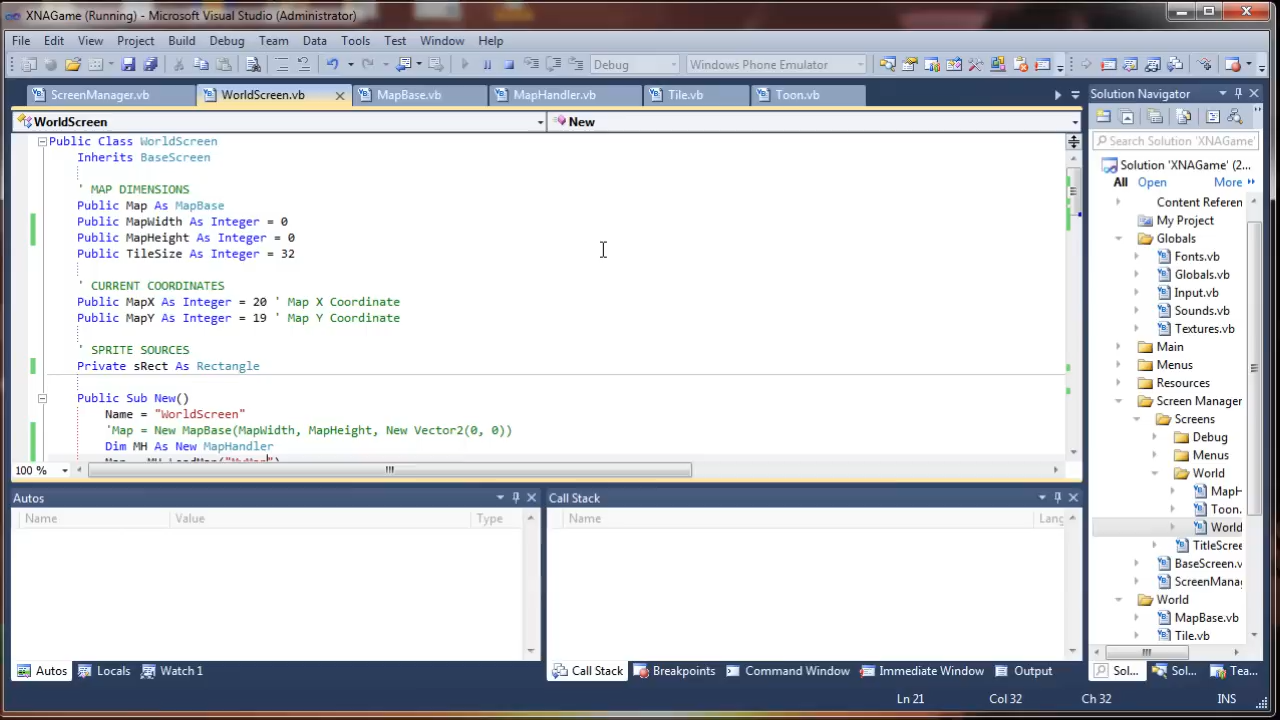 XNAGame (Running) - Microsoft Visual Studio (Administrator)
File Edit View Project Build Debug Team Data Tools Test Window Help
Debug Windows Phone Emulator
ScreenManager.vb WorldScreen.vb MapBase.vb MapHandler.vb Tile.vb Toon.vb
WorldScreen New
Public Class WorldScreen
Inherits BaseScreen
' MAP DIMENSIONS
Public Map As MapBase
Public MapWidth As Integer = 0
Public MapHeight As Integer = 0
Public TileSize As Integer = 32
' CURRENT COORDINATES
Public MapX As Integer = 20 ' Map X Coordinate
Public MapY As Integer = 19 ' Map Y Coordinate
' SPRITE SOURCES
Private sRect As Rectangle
Public Sub New()
Name = "WorldScreen"
'Map = New MapBase(MapWidth, MapHeight, New Vector2(0, 0))
Dim MH As New MapHandler
100 %
Autos
Name Value Type
Call Stack
Name Lang
Autos Locals Watch 1
Call Stack Breakpoints Command Window Immediate Window Output
Solution Navigator
Search Solution 'XNAGame'
Solution 'XNAGame' (2...
All Open More
Content Referen
My Project
Globals
Fonts.vb
Globals.vb
Input.vb
Sounds.vb
Textures.vb
Main
Menus
Resources
Screen Manager
Screens
Debug
Menus
World
MapH
Toon.
World
TitleScree
BaseScreen.v
ScreenMana
World
MapBase.vb
Tile.vb
Sol... Sol... Tea...
Ln 21 Col 32 Ch 32 INS